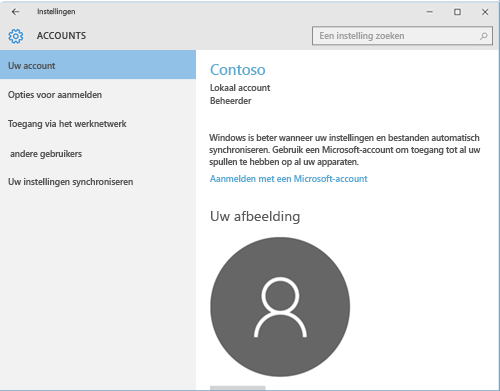 Instellingen
ACCOUNTS
Een instelling zoeken
Uw account
Opties voor aanmelden
Toegang via het werknetwerk
andere gebruikers
Uw instellingen synchroniseren
Contoso
Lokaal account
Beheerder
Windows is beter wanneer uw instellingen en bestanden automatisch
synchroniseren. Gebruik een Microsoft-account om toegang tot al uw
spullen te hebben op al uw apparaten.
Aanmelden met een Microsoft-account
Uw afbeelding